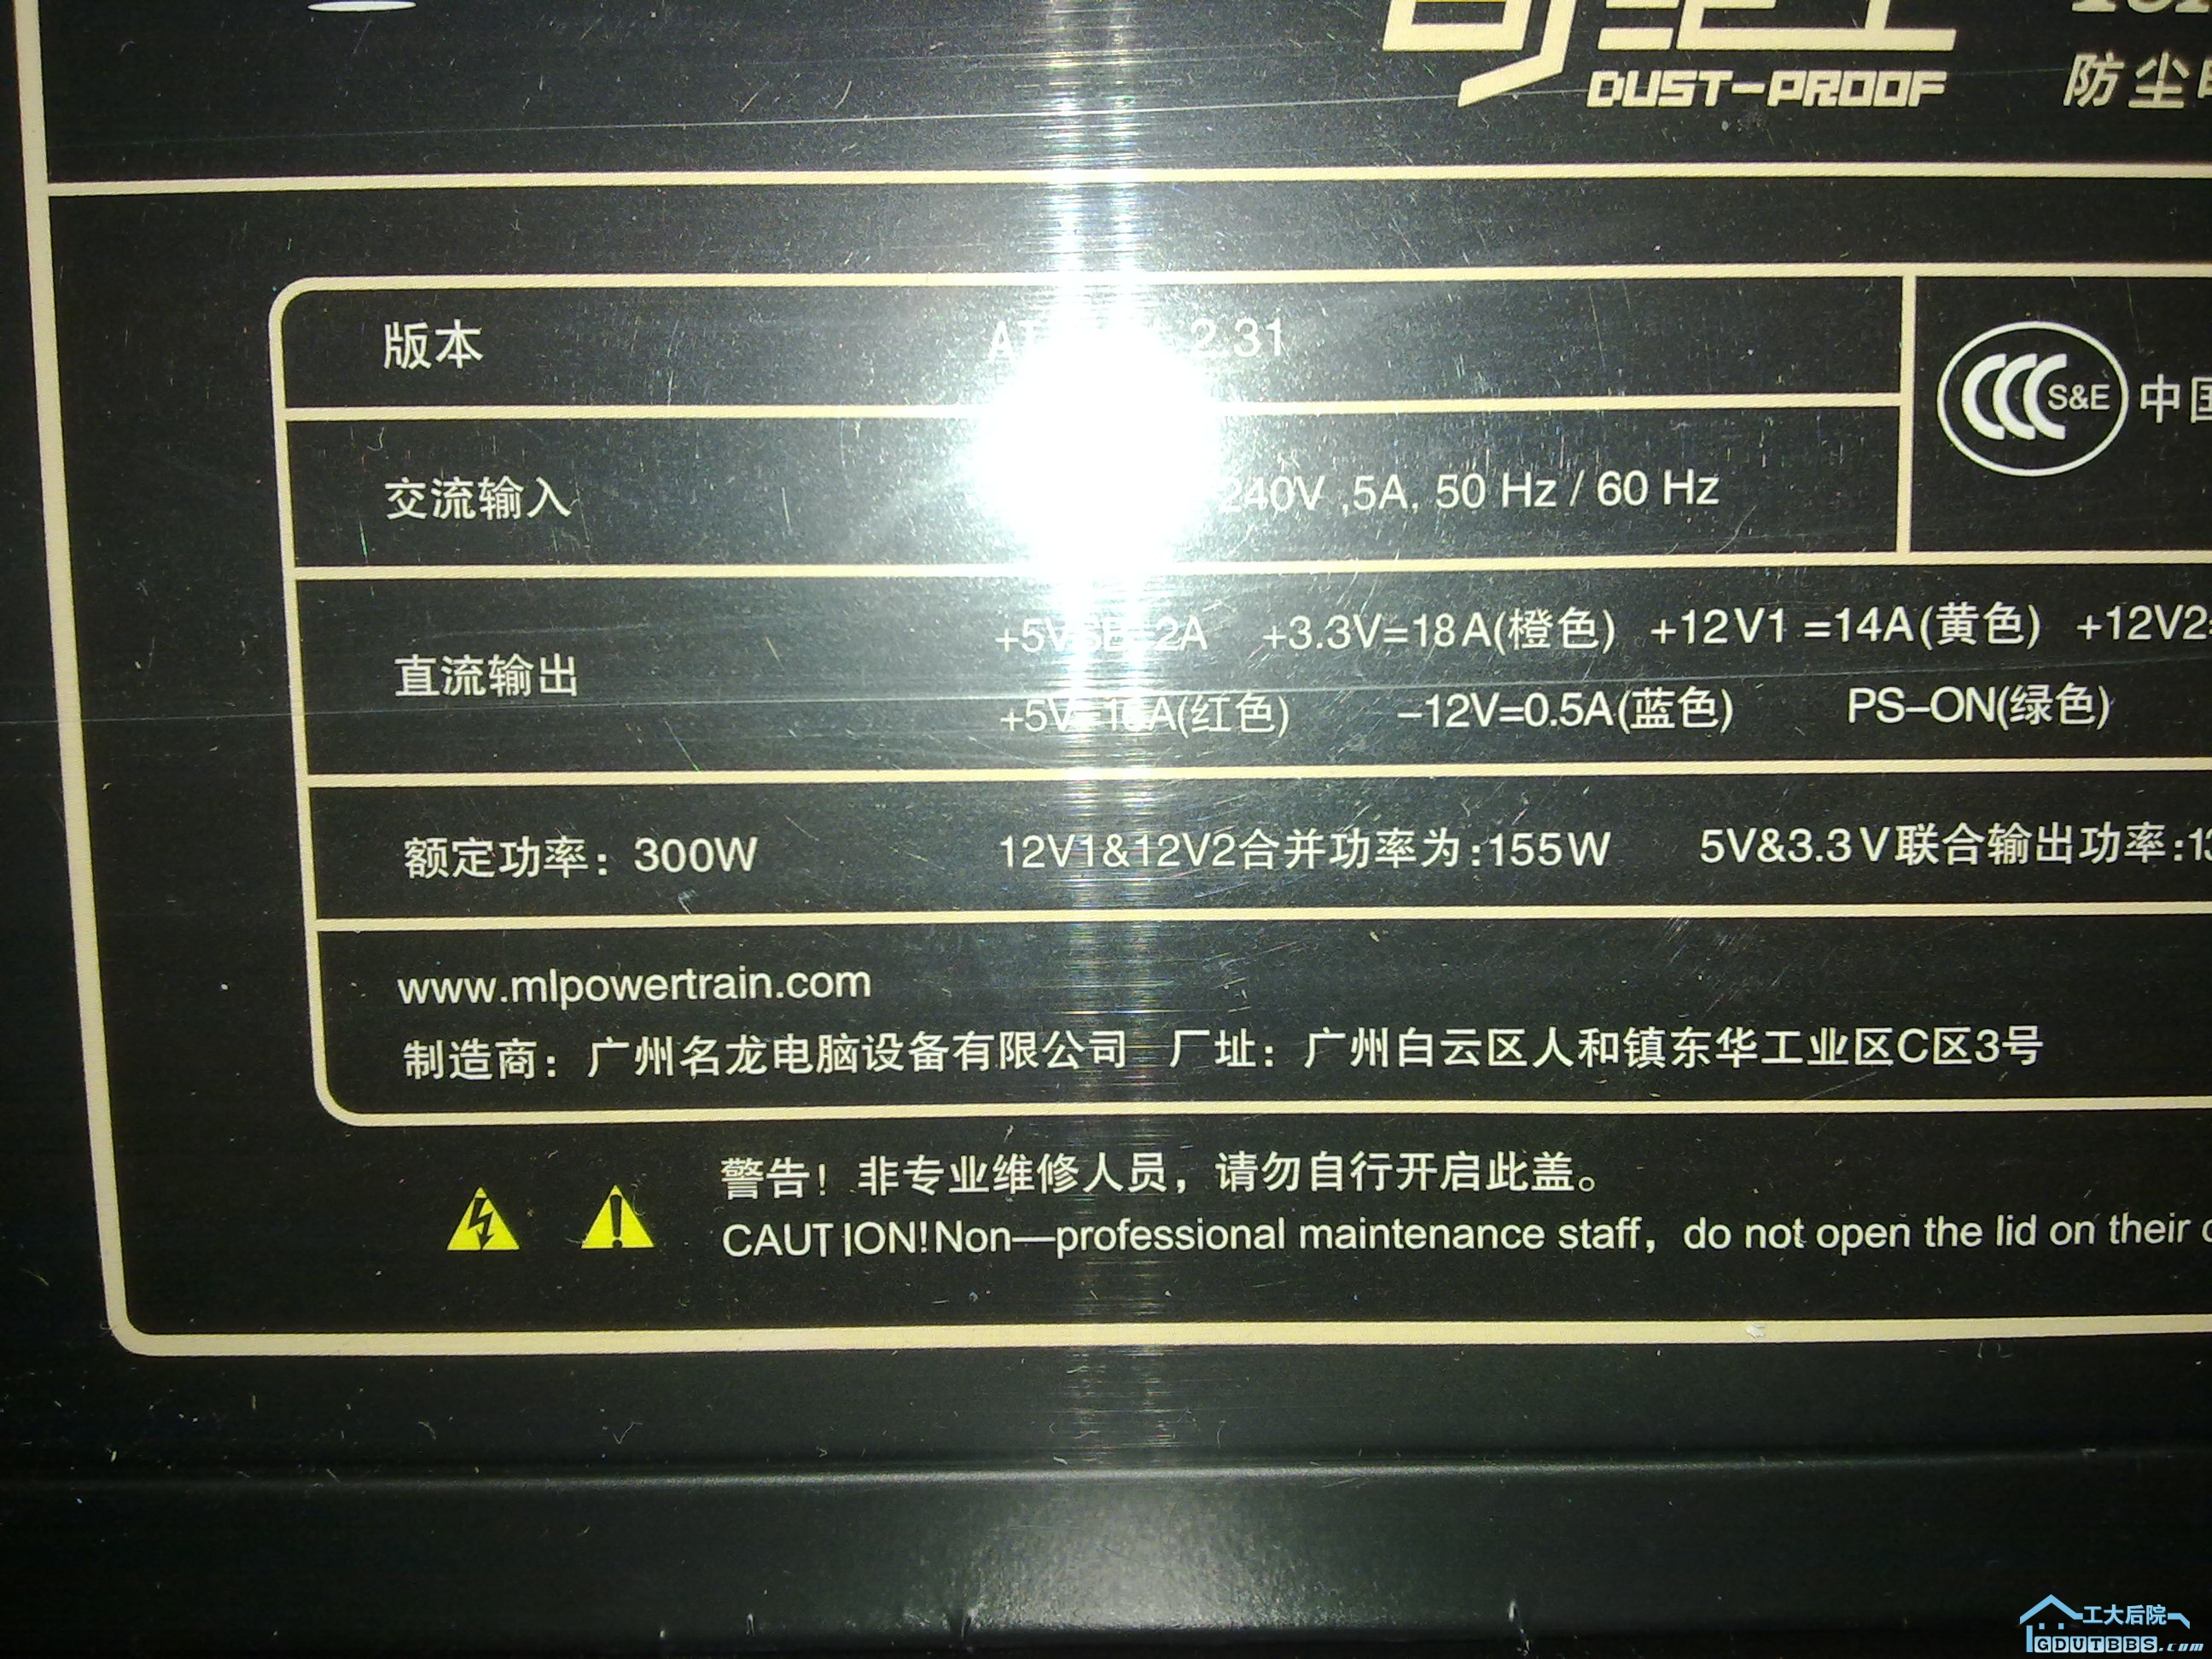 DUST-PROOF
防尘
版本 2.31
S&E 中国
交流输入 240V ,5A, 50 Hz / 60 Hz
直流输出
+5VSB=2A +3.3V=18A(橙色) +12V1 =14A(黄色) +12V2
(红色) -12V=0.5A(蓝色) PS-ON(绿色)
额定功率: 300W 12V1&12V2合并功率为:155W 5V&3.3V联合输出功率:
www.mlpowertrain.com
制造商: 广州名龙电脑设备有限公司 厂址: 广州白云区人和镇东华工业区C区3号
警告! 非专业维修人员，请勿自行开启此盖。
CAUTION!Non—professional maintenance staff, do not open the lid on their
工大后院
GDUTBBS.com